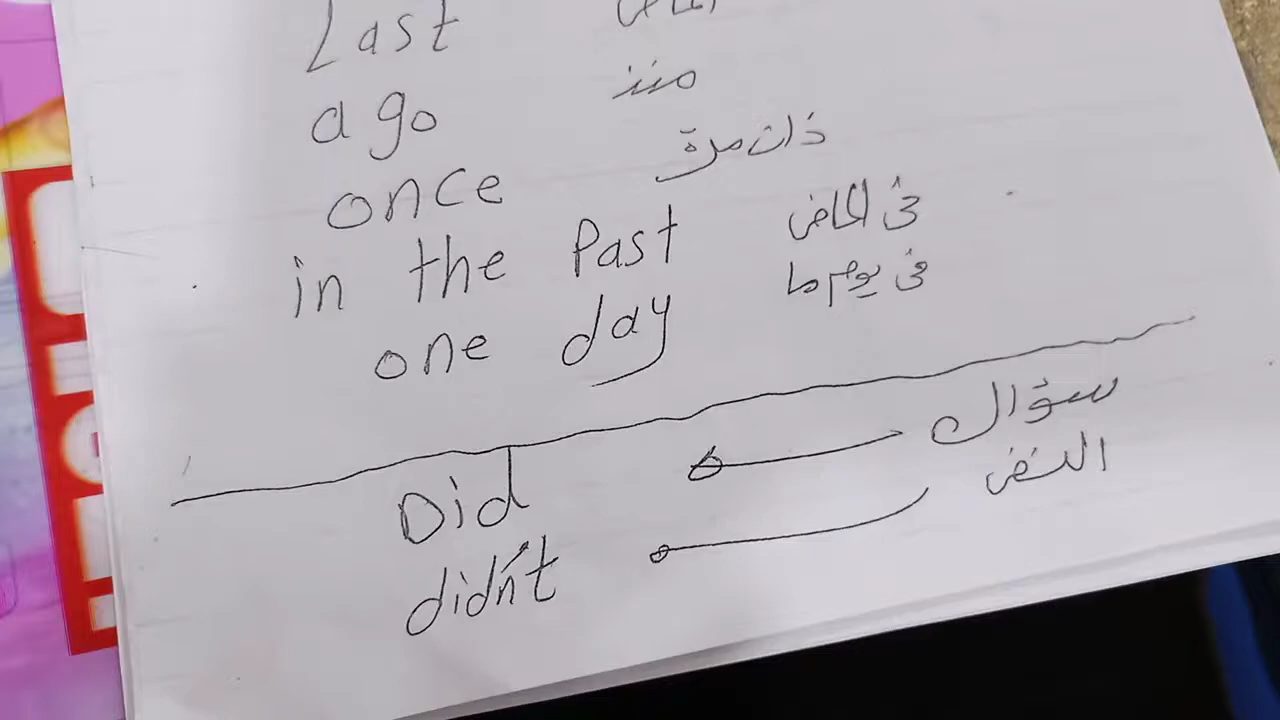 Last
ago منذ
once ذات مرة
in the Past فى الماضى
one day فى يوم ما
Did سؤال
didn't النفى